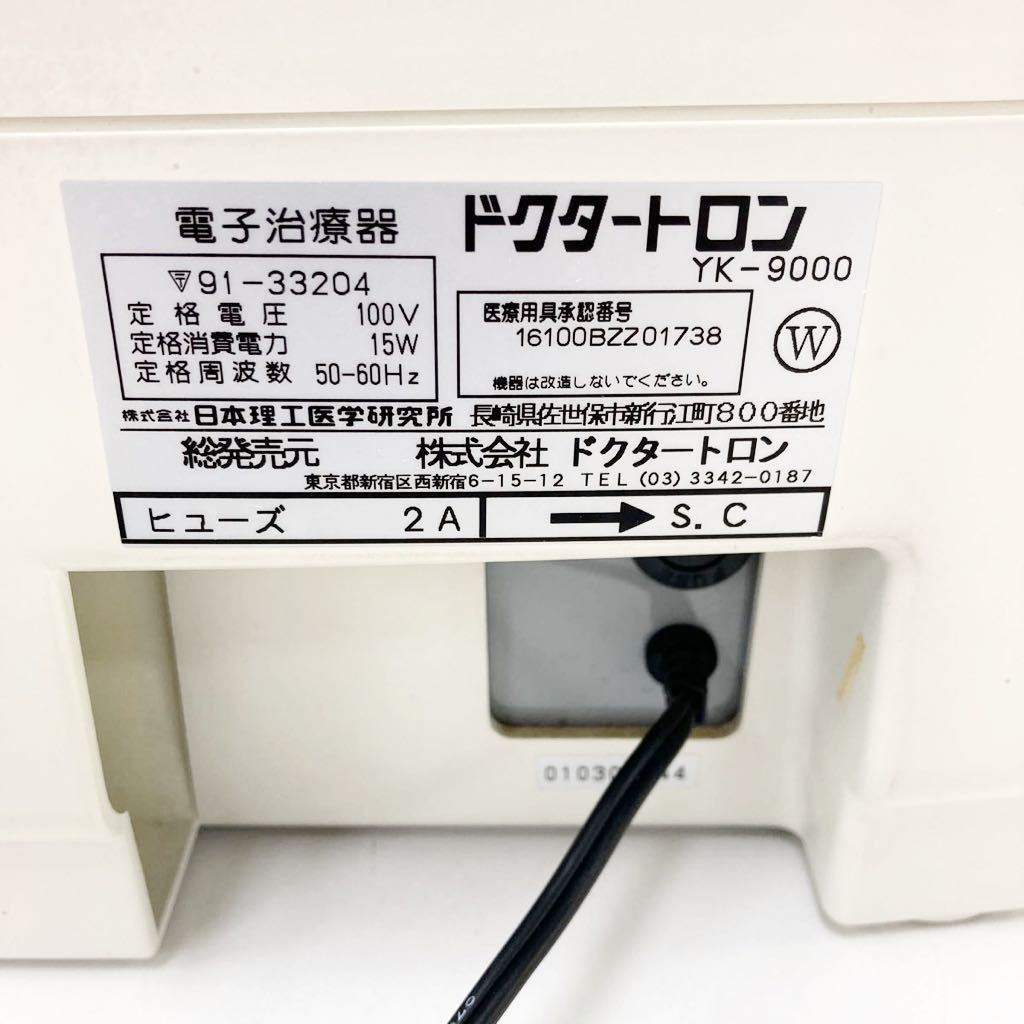 電子治療器 ドクタートロン
YK-9000
91-33204
定格電圧 100V
定格消費電力 15W
定格周波数 50-60Hz
医療用具承認番号
16100BZZ01738
機器は改造しないでください。
W
株式会社 日本理工医学研究所 長崎県佐世保市新行江町800番地
総発売元 株式会社 ドクタートロン
東京都新宿区西新宿6-15-12 TEL (03) 3342-0187
ヒューズ 2A
S.C